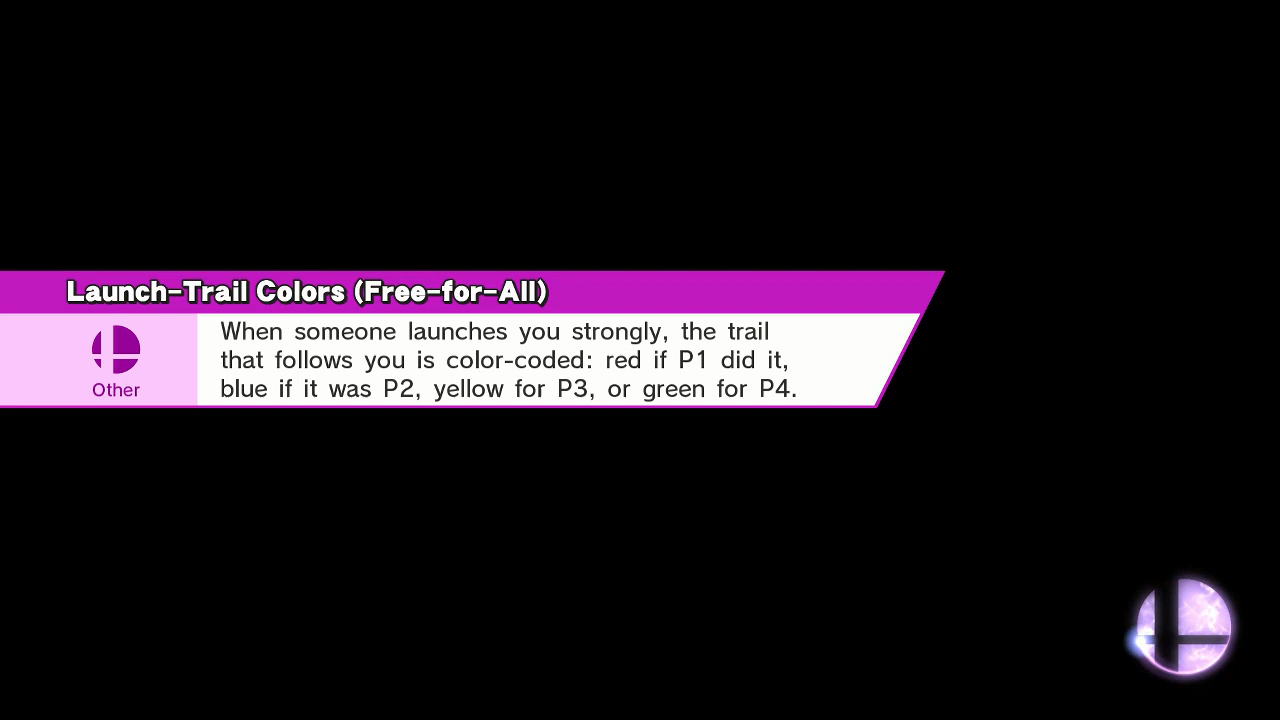 Launch-Trail Colors (Free-for-All)
Other
When someone launches you strongly, the trail
that follows you is color-coded: red if P1 did it,
blue if it was P2, yellow for P3, or green for P4.